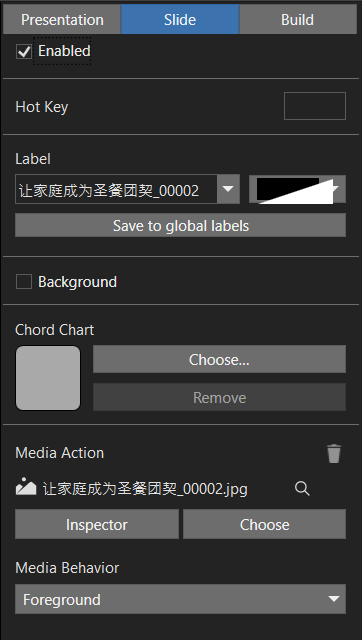 Presentation Slide Build
Enabled
Hot Key
Label
让家庭成为圣餐团契_00002
Save to global labels
Background
Chord Chart
Choose...
Remove
Media Action
让家庭成为圣餐团契_00002.jpg
Inspector Choose
Media Behavior
Foreground